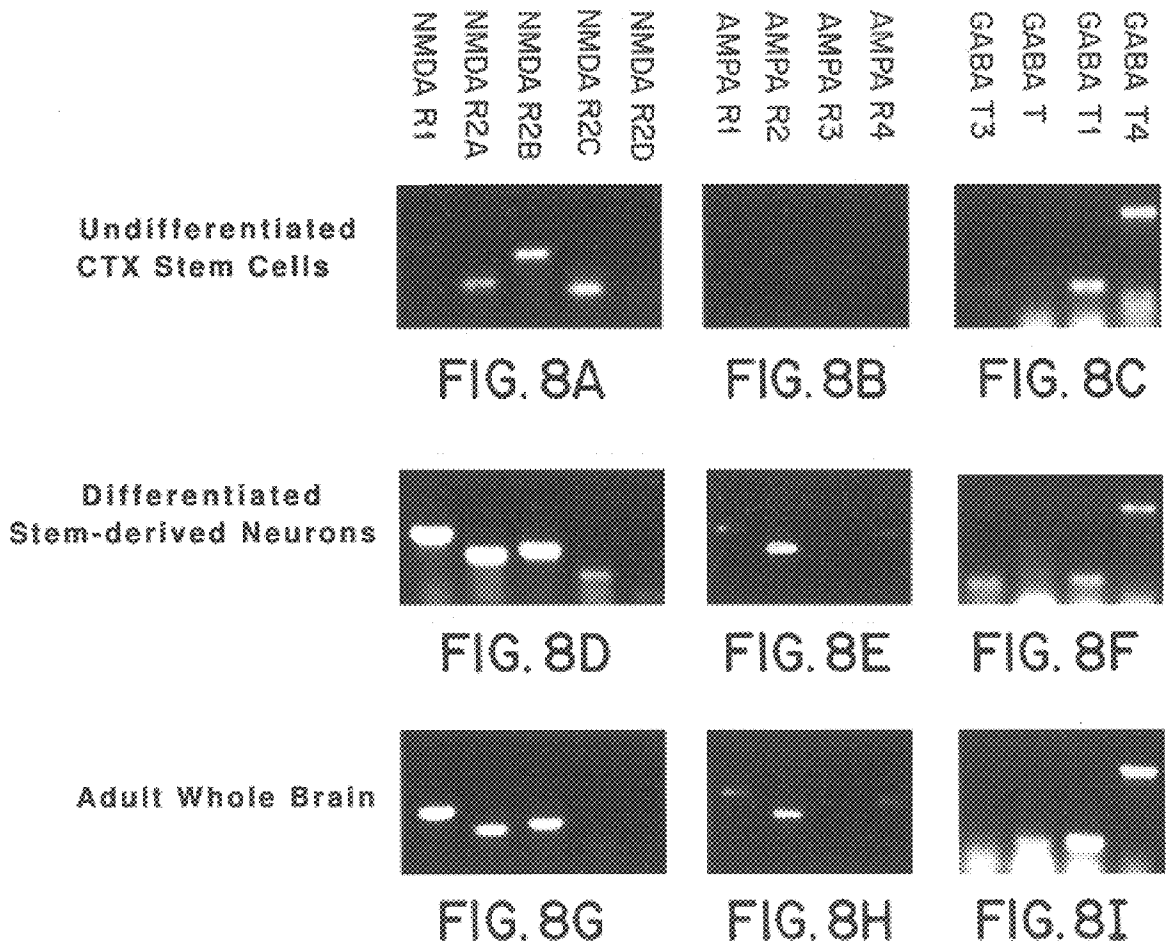 NMDA R1
NMDA R2A
NMDA R2B
NMDA R2C
NMDA R2D
AMPA R1
AMPA R2
AMPA R3
AMPA R4
GABA T3
GABA T
GABA T1
GABA T4
Undifferentiated
CTX Stem Cells
FIG. 8A
FIG. 8B
FIG. 8C
Differentiated
Stem-derived Neurons
FIG. 8D
FIG. 8E
FIG. 8F
Adult Whole Brain
FIG. 8G
FIG. 8H
FIG. 8I